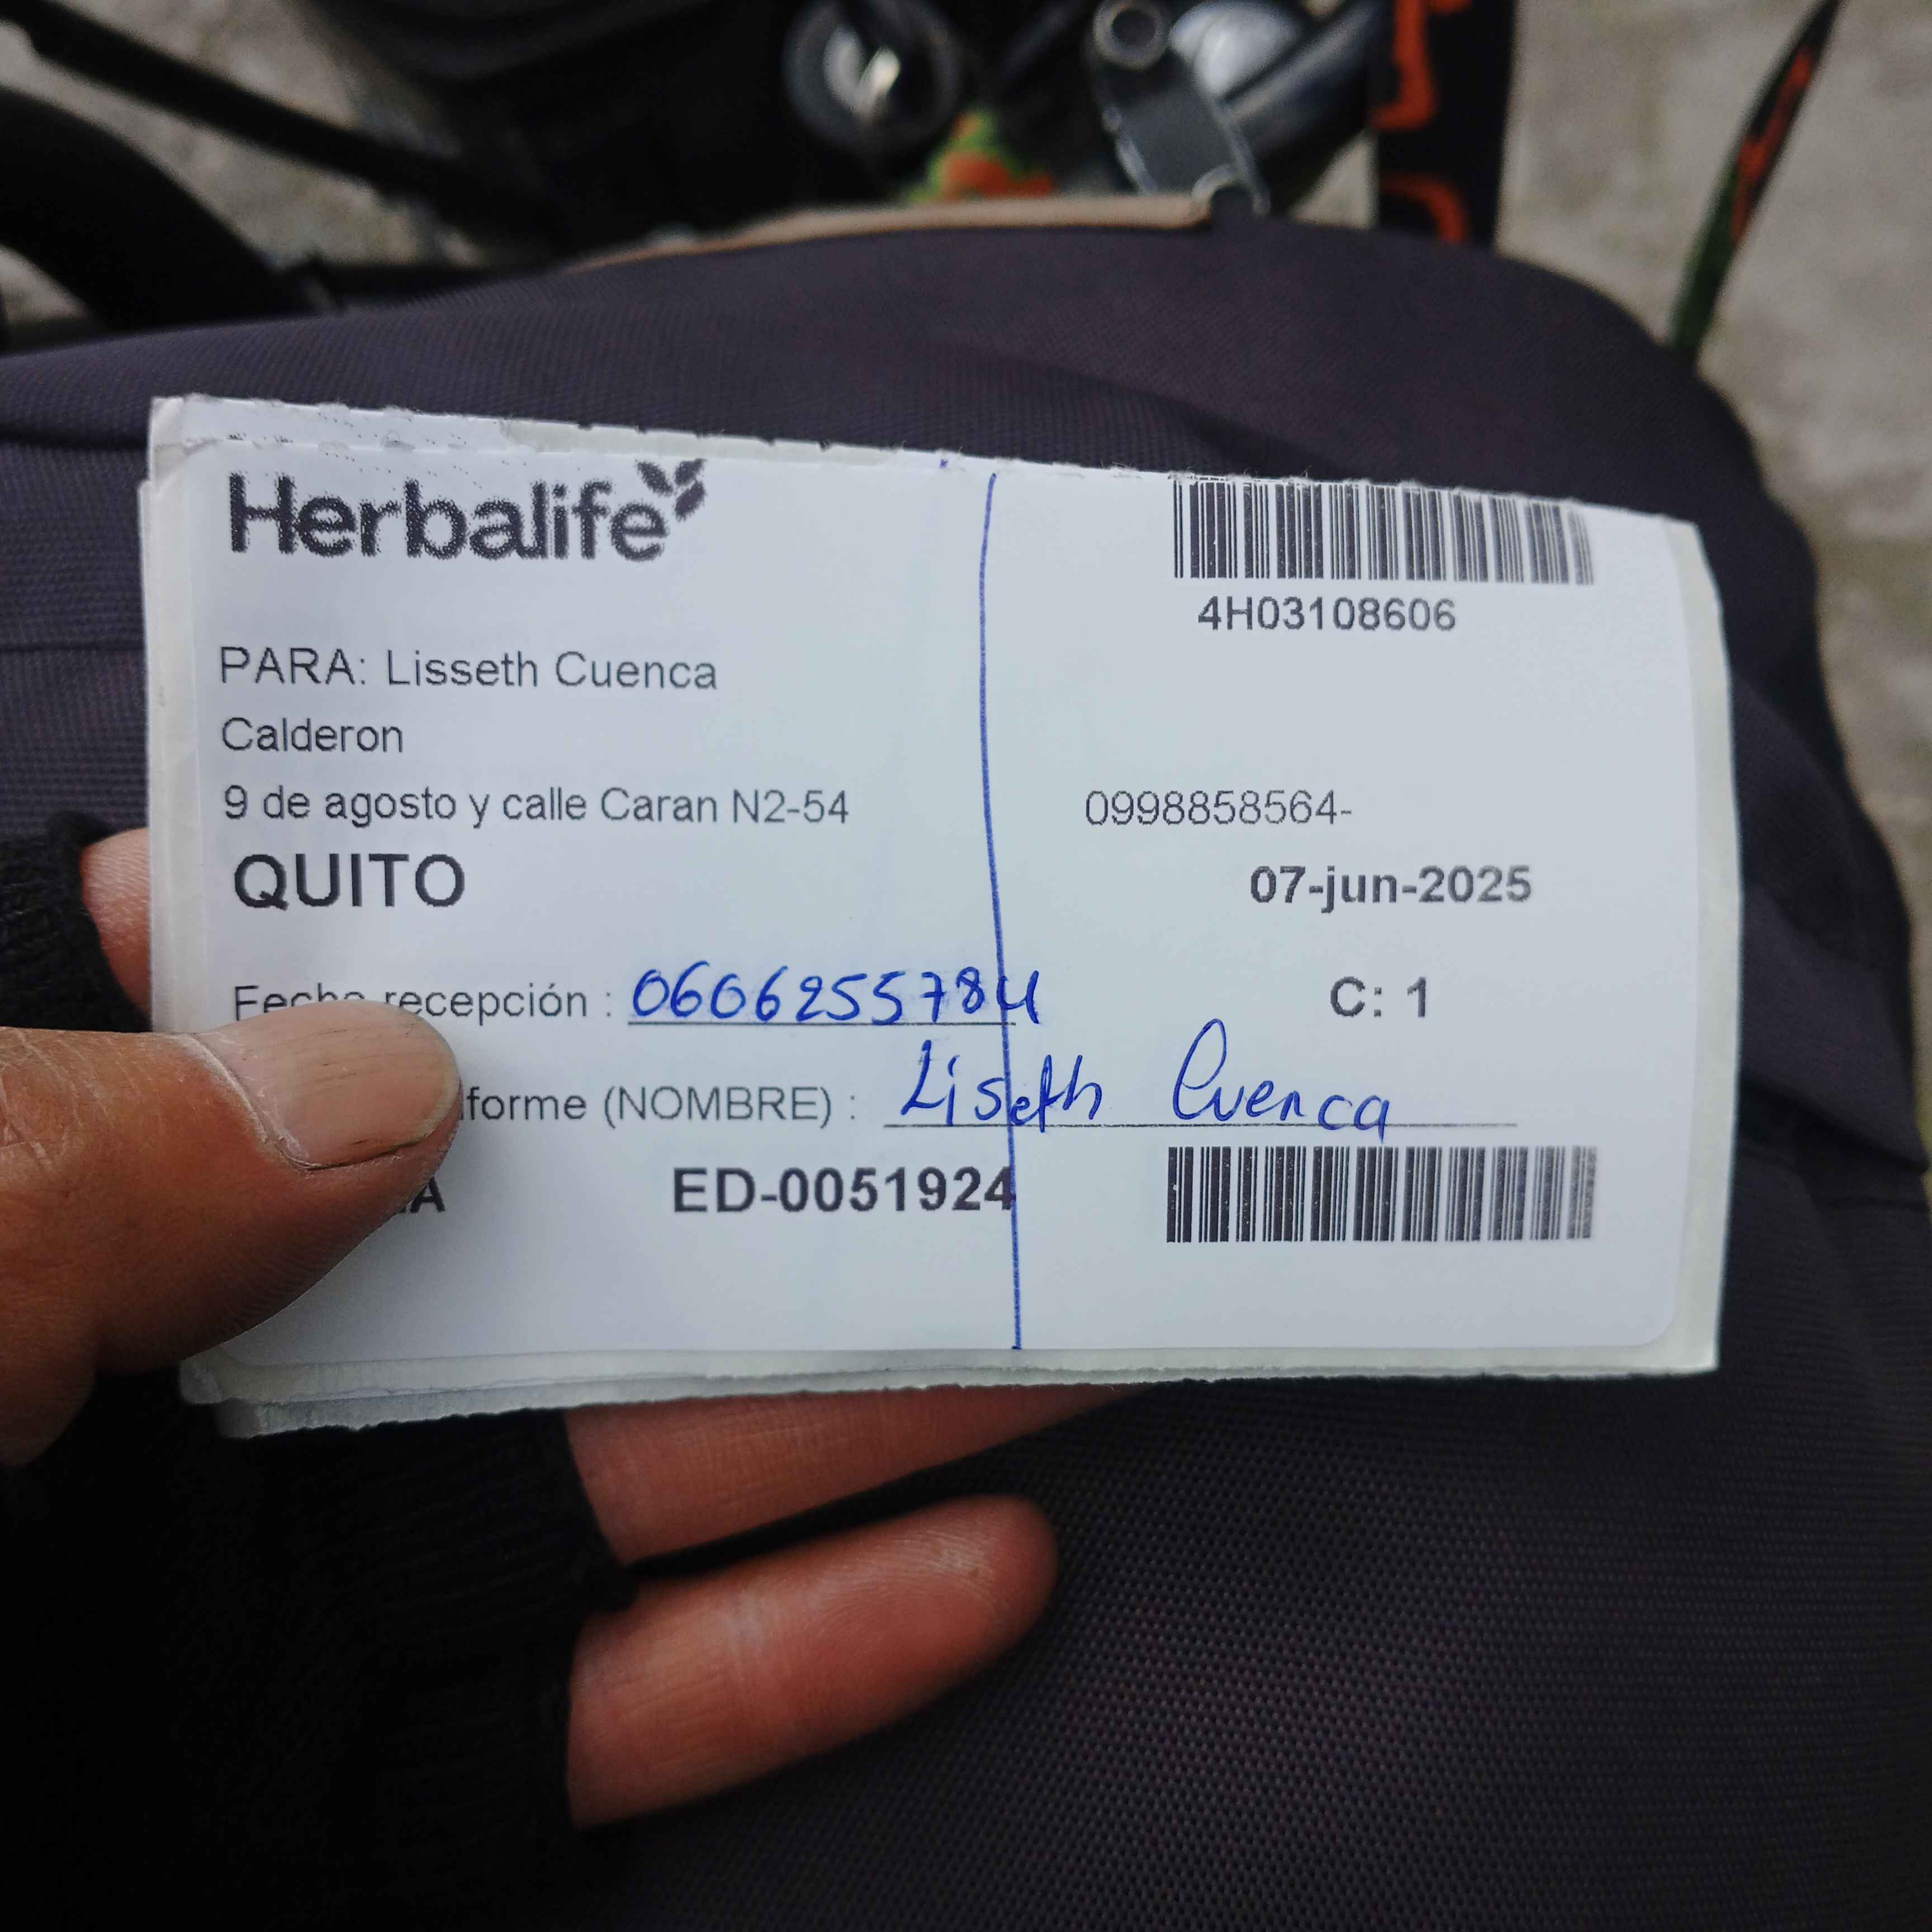 Herbalife
4H03108606
PARA: Lisseth Cuenca
Calderon
9 de agosto y calle Caran N2-54 0998858564-
QUITO 07-jun-2025
recepción : 0606255784 C: 1
(NOMBRE) : Liseth Cuenca
ED-0051924